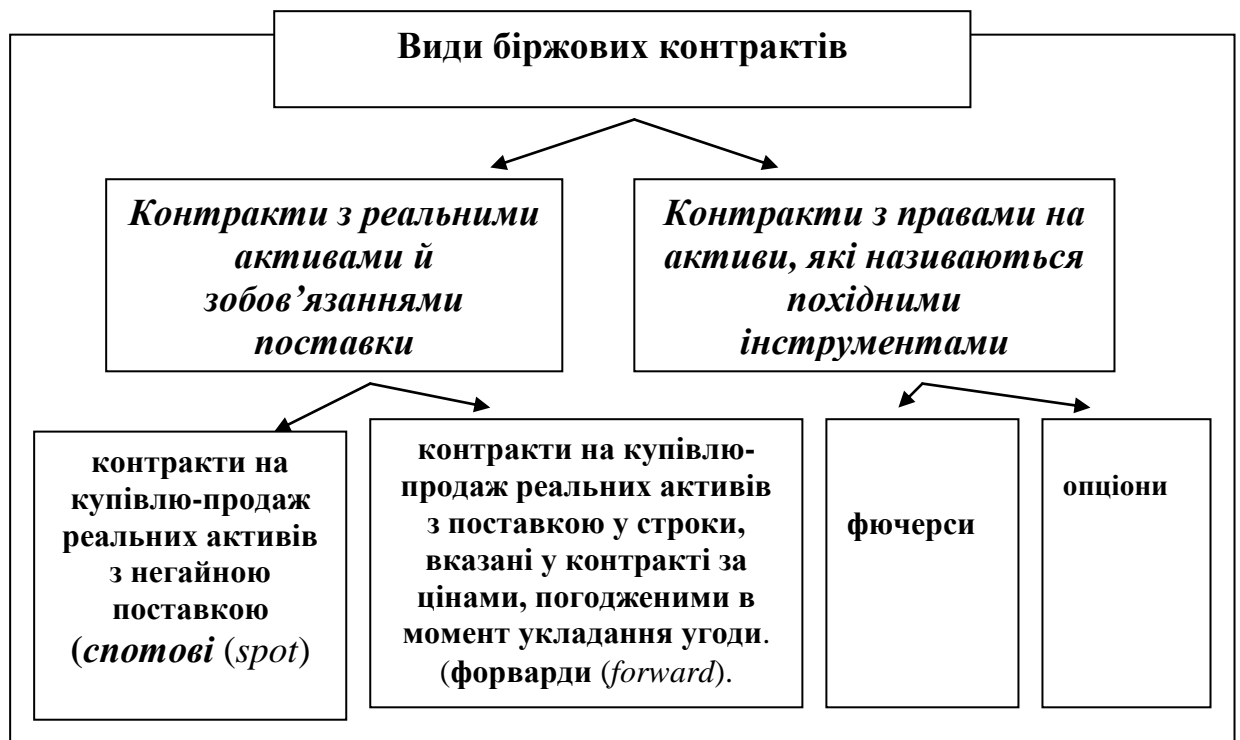 Види біржових контрактів
Контракти з реальними
активами й
зобов’язаннями
поставки
Контракти з правами на
активи, які називаються
похідними
інструментами
контракти на
купівлю-продаж
реальних активів
з негайною
поставкою
(спотові (spot)
контракти на купівлю-
продаж реальних активів
з поставкою у строки,
вказані у контракті за
цінами, погодженими в
момент укладання угоди.
(форварди (forward).
фючерси
опціони